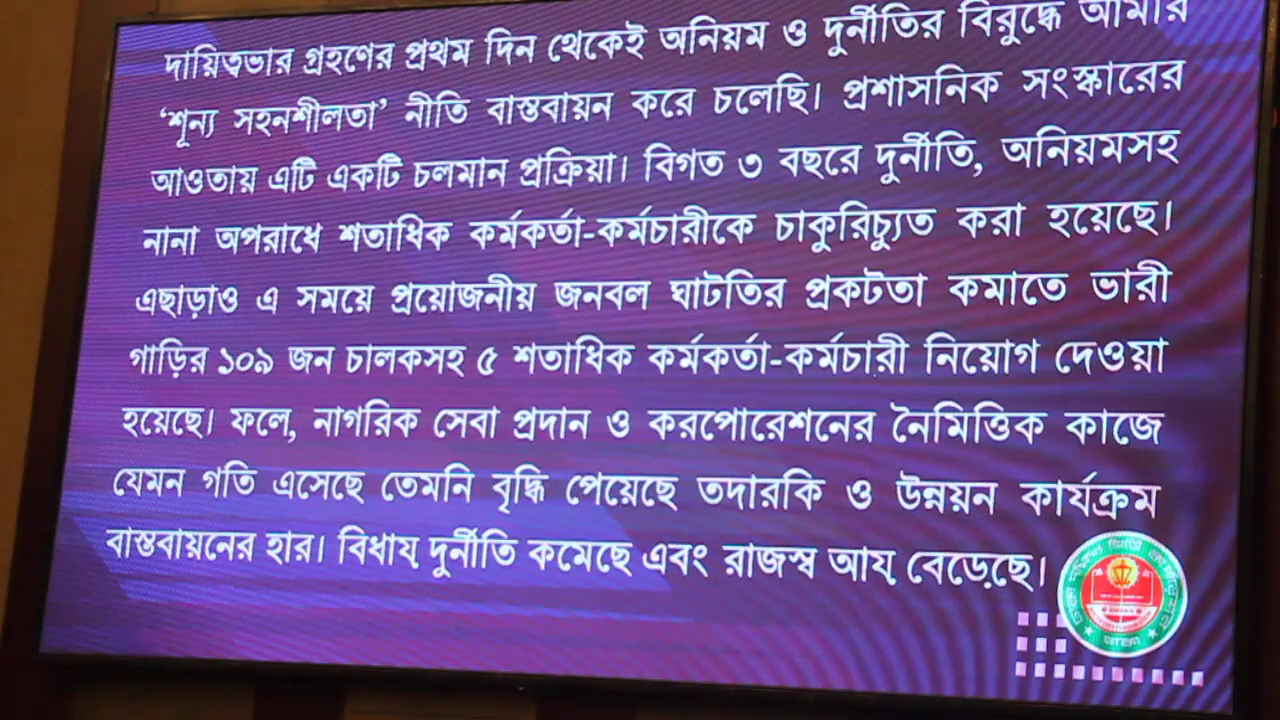 দায়িত্বভার গ্রহণের প্রথম দিন থেকেই অনিয়ম ও দুর্নীতির বিরুদ্ধে আমার
‘শূন্য সহনশীলতা’ নীতি বাস্তবায়ন করে চলেছি। প্রশাসনিক সংস্কারের
আওতায় এটি একটি চলমান প্রক্রিয়া। বিগত ৩ বছরে দুর্নীতি, অনিয়মসহ
নানা অপরাধে শতাধিক কর্মকর্তা-কর্মচারীকে চাকুরিচ্যুত করা হয়েছে।
এছাড়াও এ সময়ে প্রয়োজনীয় জনবল ঘাটতির প্রকটতা কমাতে ভারী
গাড়ির ১০৯ জন চালকসহ ৫ শতাধিক কর্মকর্তা-কর্মচারী নিয়োগ দেওয়া
হয়েছে। ফলে, নাগরিক সেবা প্রদান ও করপোরেশনের নৈমিত্তিক কাজে
যেমন গতি এসেছে তেমনি বৃদ্ধি পেয়েছে তদারকি ও উন্নয়ন কার্যক্রম
বাস্তবায়নের হার। বিধায় দুর্নীতি কমেছে এবং রাজস্ব আয় বেড়েছে।